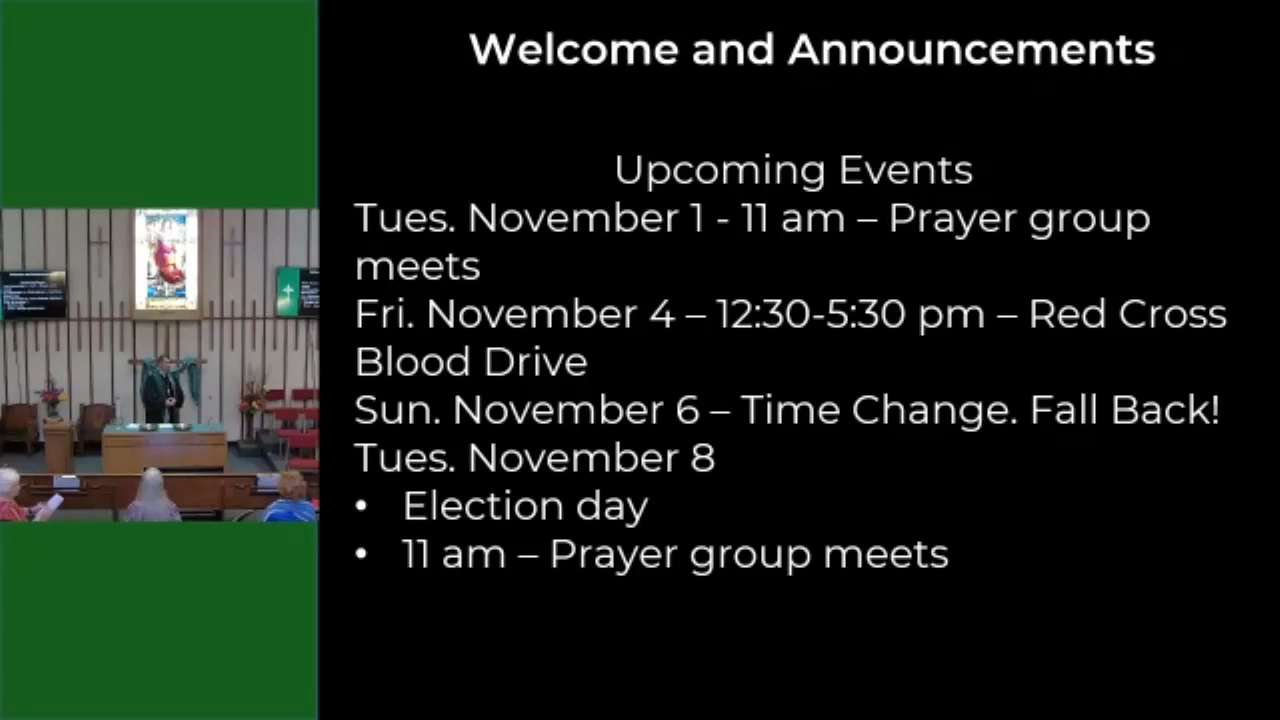 Welcome and Announcements
Upcoming Events
Tues. November 1 - 11 am – Prayer group
meets
Fri. November 4 – 12:30-5:30 pm – Red Cross
Blood Drive
Sun. November 6 – Time Change. Fall Back!
Tues. November 8
• Election day
• 11 am – Prayer group meets